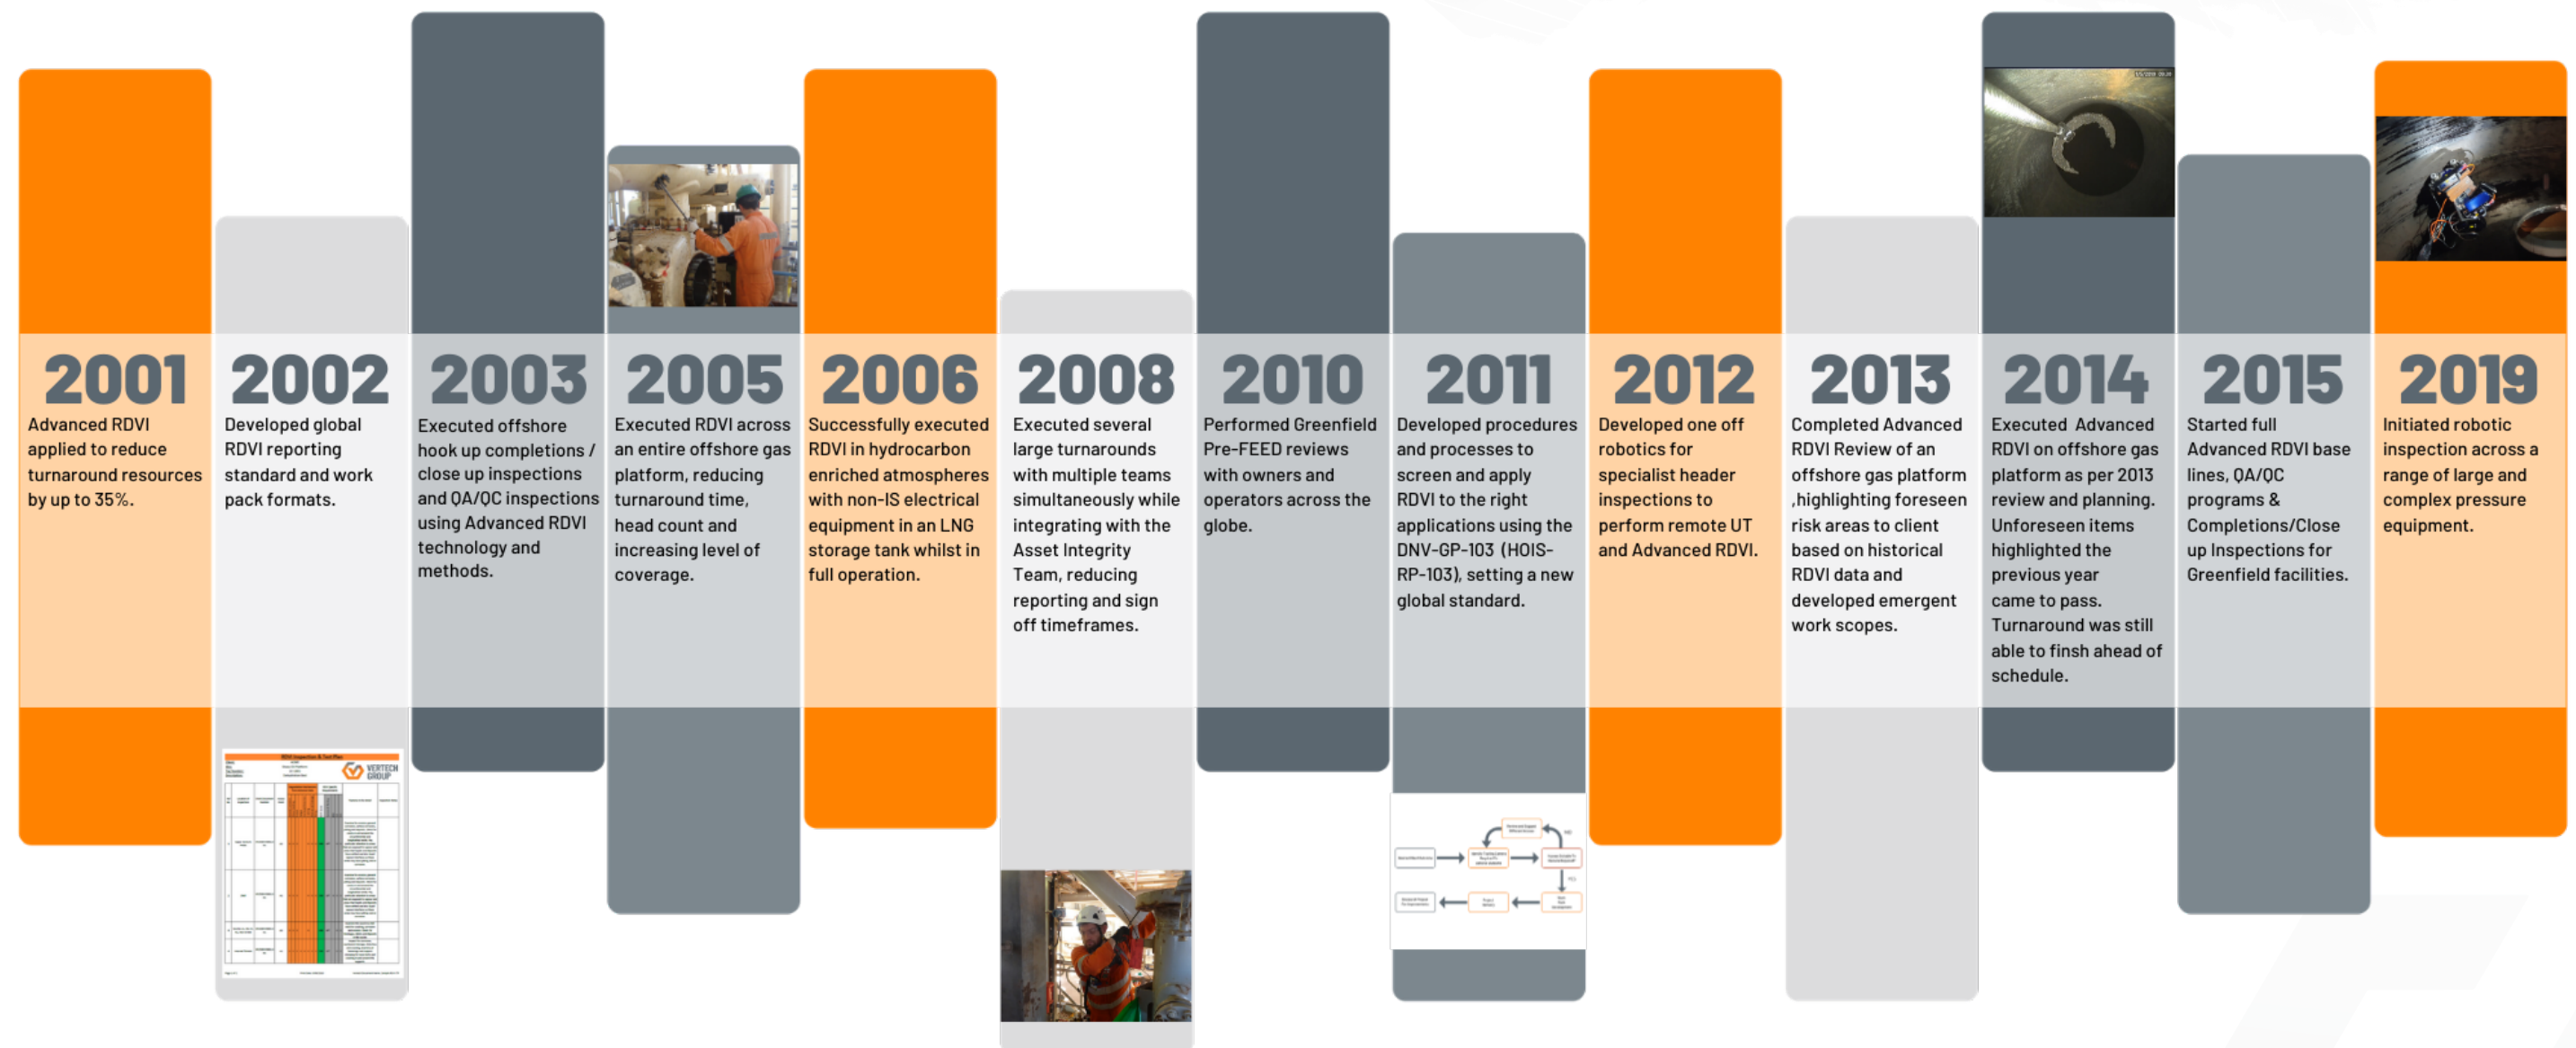 2001
Advanced RDVI
applied to reduce
turnaround resources
by up to 35%.
2002
Developed global
RDVI reporting
standard and work
pack formats.
RDVI Inspection & Test Plan
VERTECH
GROUP
2003
Executed offshore
hook up completions /
close up inspections
and QA/QC inspections
using Advanced RDVI
technology and
methods.
2005
Executed RDVI across
an entire offshore gas
platform, reducing
turnaround time,
head count and
increasing level of
coverage.
2006
Successfully executed
RDVI in hydrocarbon
enriched atmospheres
with non-IS electrical
equipment in an LNG
storage tank whilst in
full operation.
2008
Executed several
large turnarounds
with multiple teams
simultaneously while
integrating with the
Asset Integrity
Team, reducing
reporting and sign
off timeframes.
2010
Performed Greenfield
Pre-FEED reviews
with owners and
operators across the
globe.
2011
Developed procedures
and processes to
screen and apply
RDVI to the right
applications using the
DNV-GP-103 (HOIS-
RP-103), setting a new
global standard.
NO
YES
2012
Developed one off
robotics for
specialist header
inspections to
perform remote UT
and Advanced RDVI.
2013
Completed Advanced
RDVI Review of an
offshore gas platform
,highlighting foreseen
risk areas to client
based on historical
RDVI data and
developed emergent
work scopes.
2014
Executed Advanced
RDVI on offshore gas
platform as per 2013
review and planning.
Unforeseen items
highlighted the
previous year
came to pass.
Turnaround was still
able to finsh ahead of
schedule.
2015
Started full
Advanced RDVI base
lines, QA/QC
programs &
Completions/Close
up Inspections for
Greenfield facilities.
2019
Initiated robotic
inspection across a
range of large and
complex pressure
equipment.